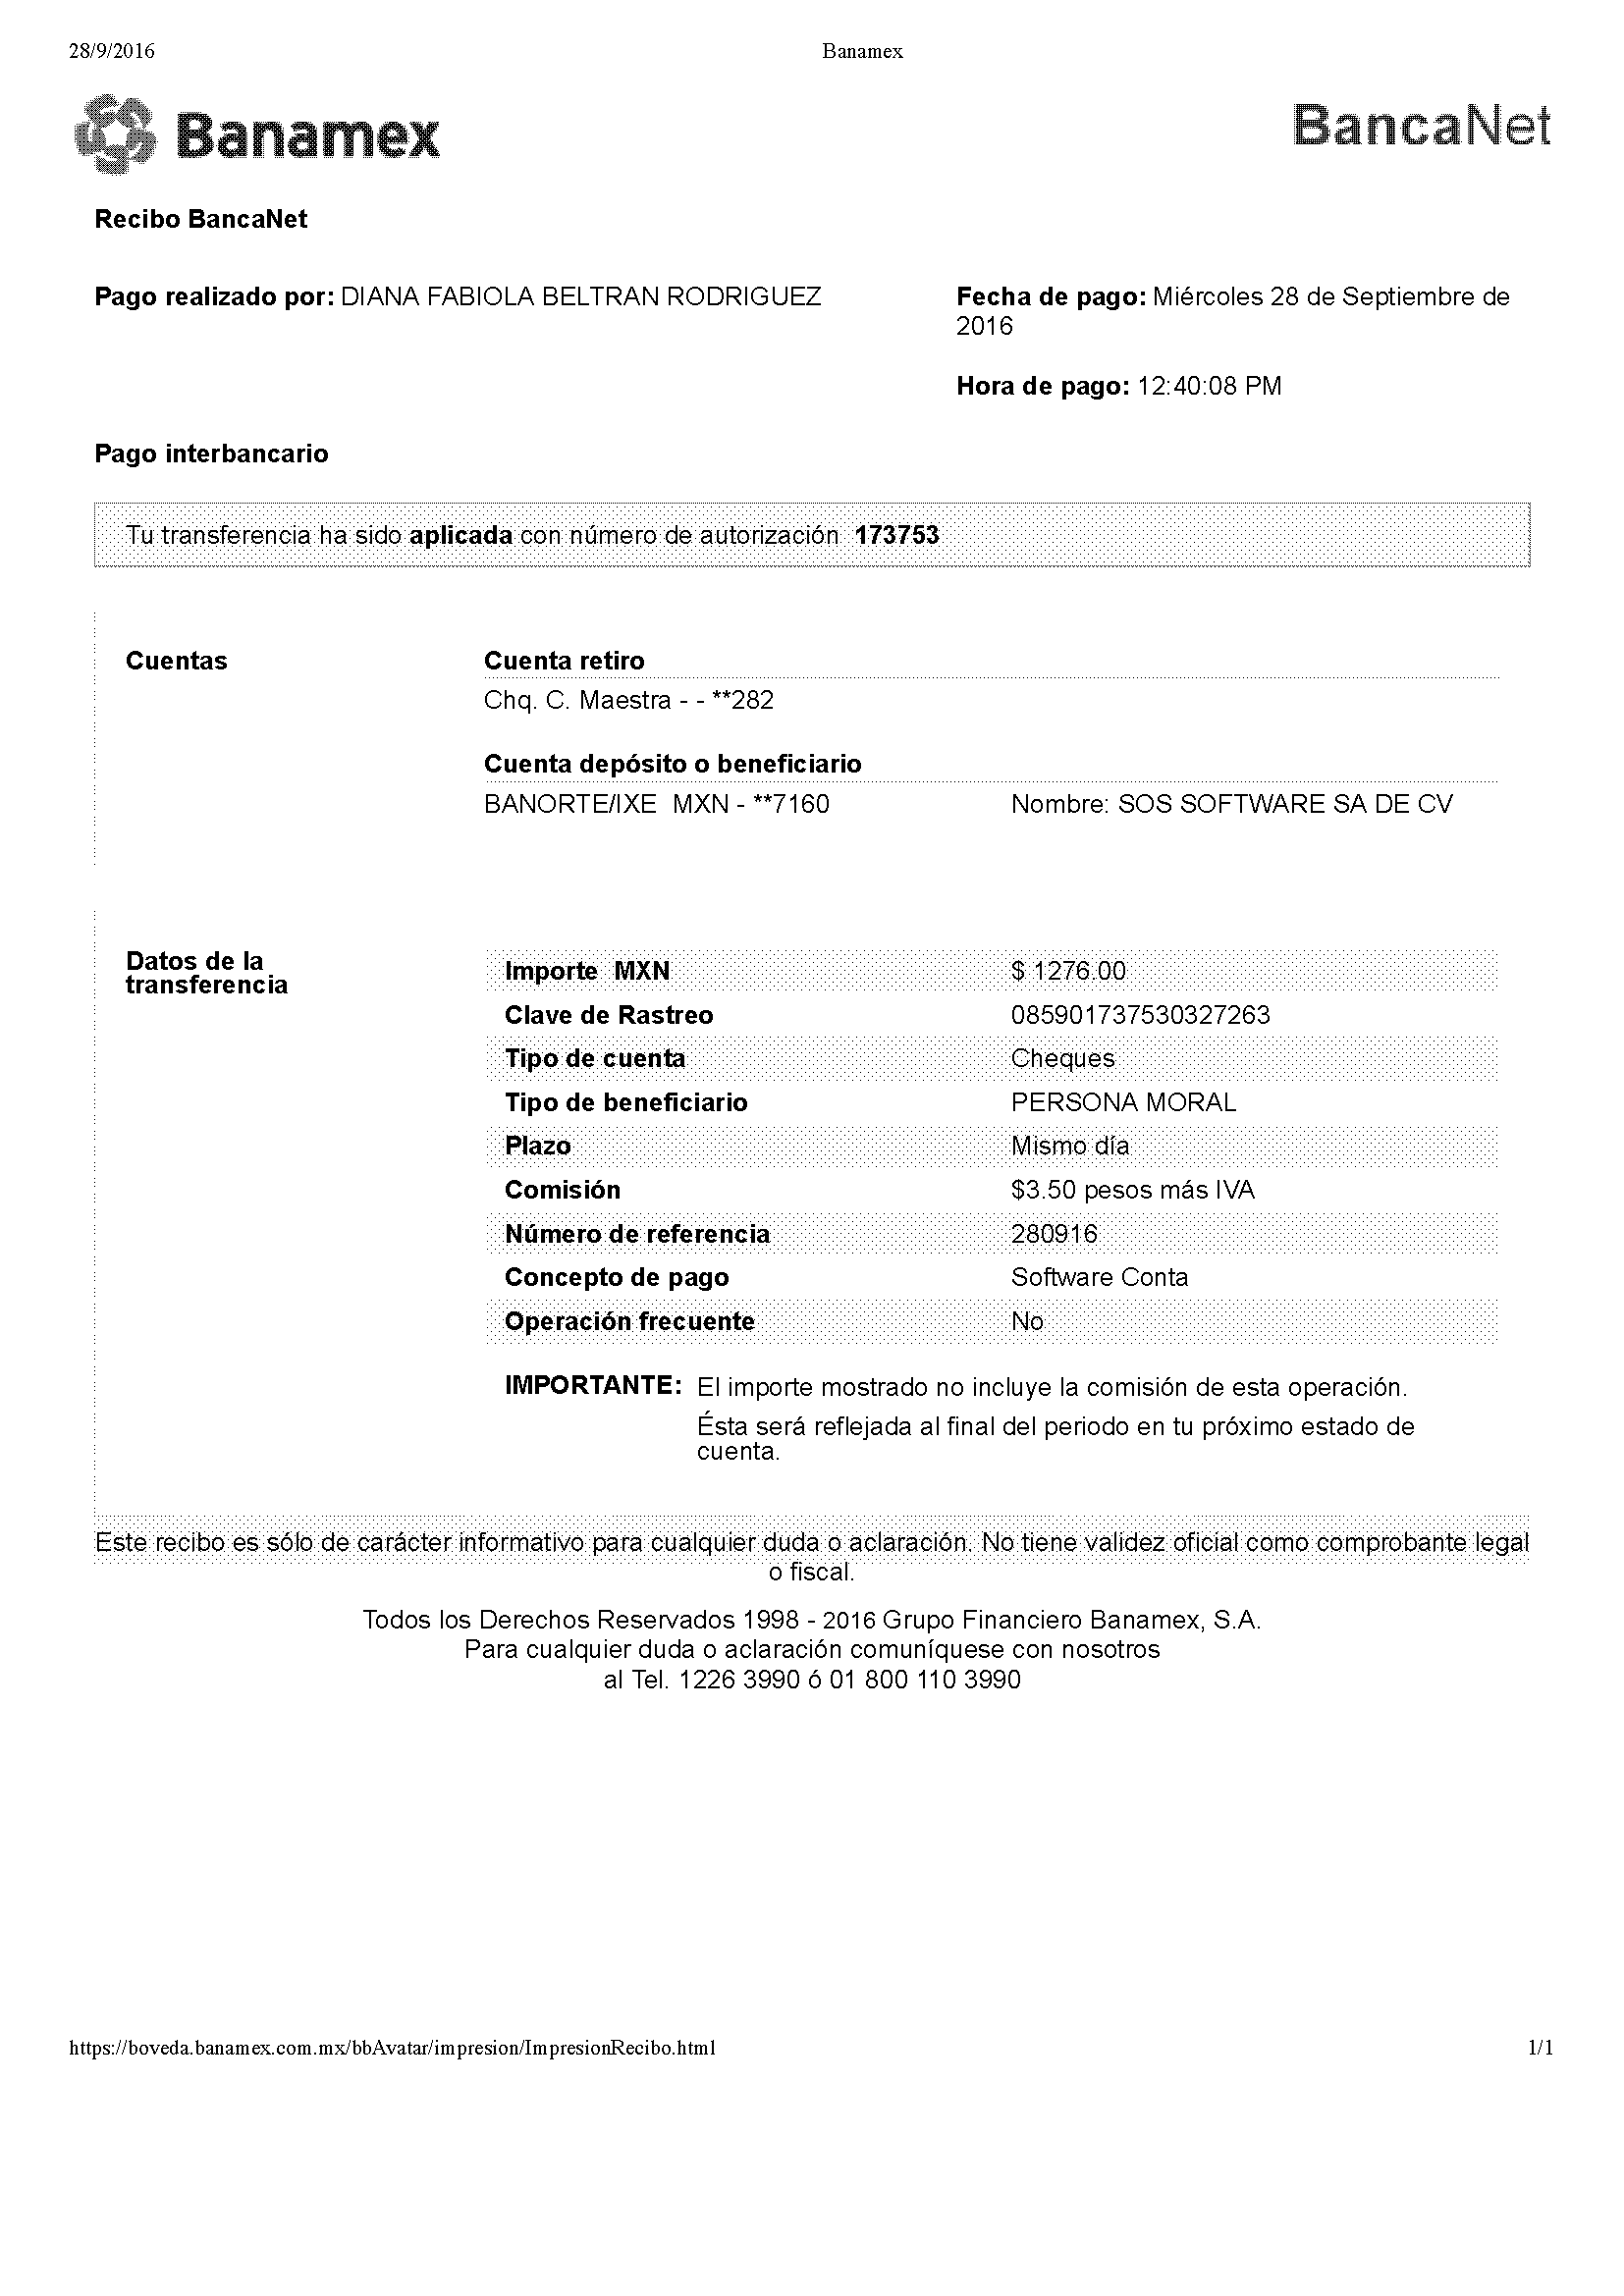 28/9/2016 Banamex
Banamex BancaNet
Recibo BancaNet
Pago realizado por: DIANA FABIOLA BELTRAN RODRIGUEZ
Fecha de pago: Miércoles 28 de Septiembre de
2016
Hora de pago: 12:40:08 PM
Pago interbancario
Tu transferencia ha sido aplicada con número de autorización 173753
Cuentas
Cuenta retiro
Chq. C. Maestra - - **282
Cuenta depósito o beneficiario
BANORTE/IXE MXN - **7160 Nombre: SOS SOFTWARE SA DE CV
Datos de la
transferencia
Importe MXN $ 1276.00
Clave de Rastreo 085901737530327263
Tipo de cuenta Cheques
Tipo de beneficiario PERSONA MORAL
Plazo Mismo día
Comisión $3.50 pesos más IVA
Número de referencia 280916
Concepto de pago Software Conta
Operación frecuente No
IMPORTANTE: El importe mostrado no incluye la comisión de esta operación.
Ésta será reflejada al final del periodo en tu próximo estado de
cuenta.
Este recibo es sólo de carácter informativo para cualquier duda o aclaración. No tiene validez oficial como comprobante legal
o fiscal.
Todos los Derechos Reservados 1998 - 2016 Grupo Financiero Banamex, S.A.
Para cualquier duda o aclaración comuníquese con nosotros
al Tel. 1226 3990 ó 01 800 110 3990
https://boveda.banamex.com.mx/bbAvatar/impresion/ImpresionRecibo.html 1/1